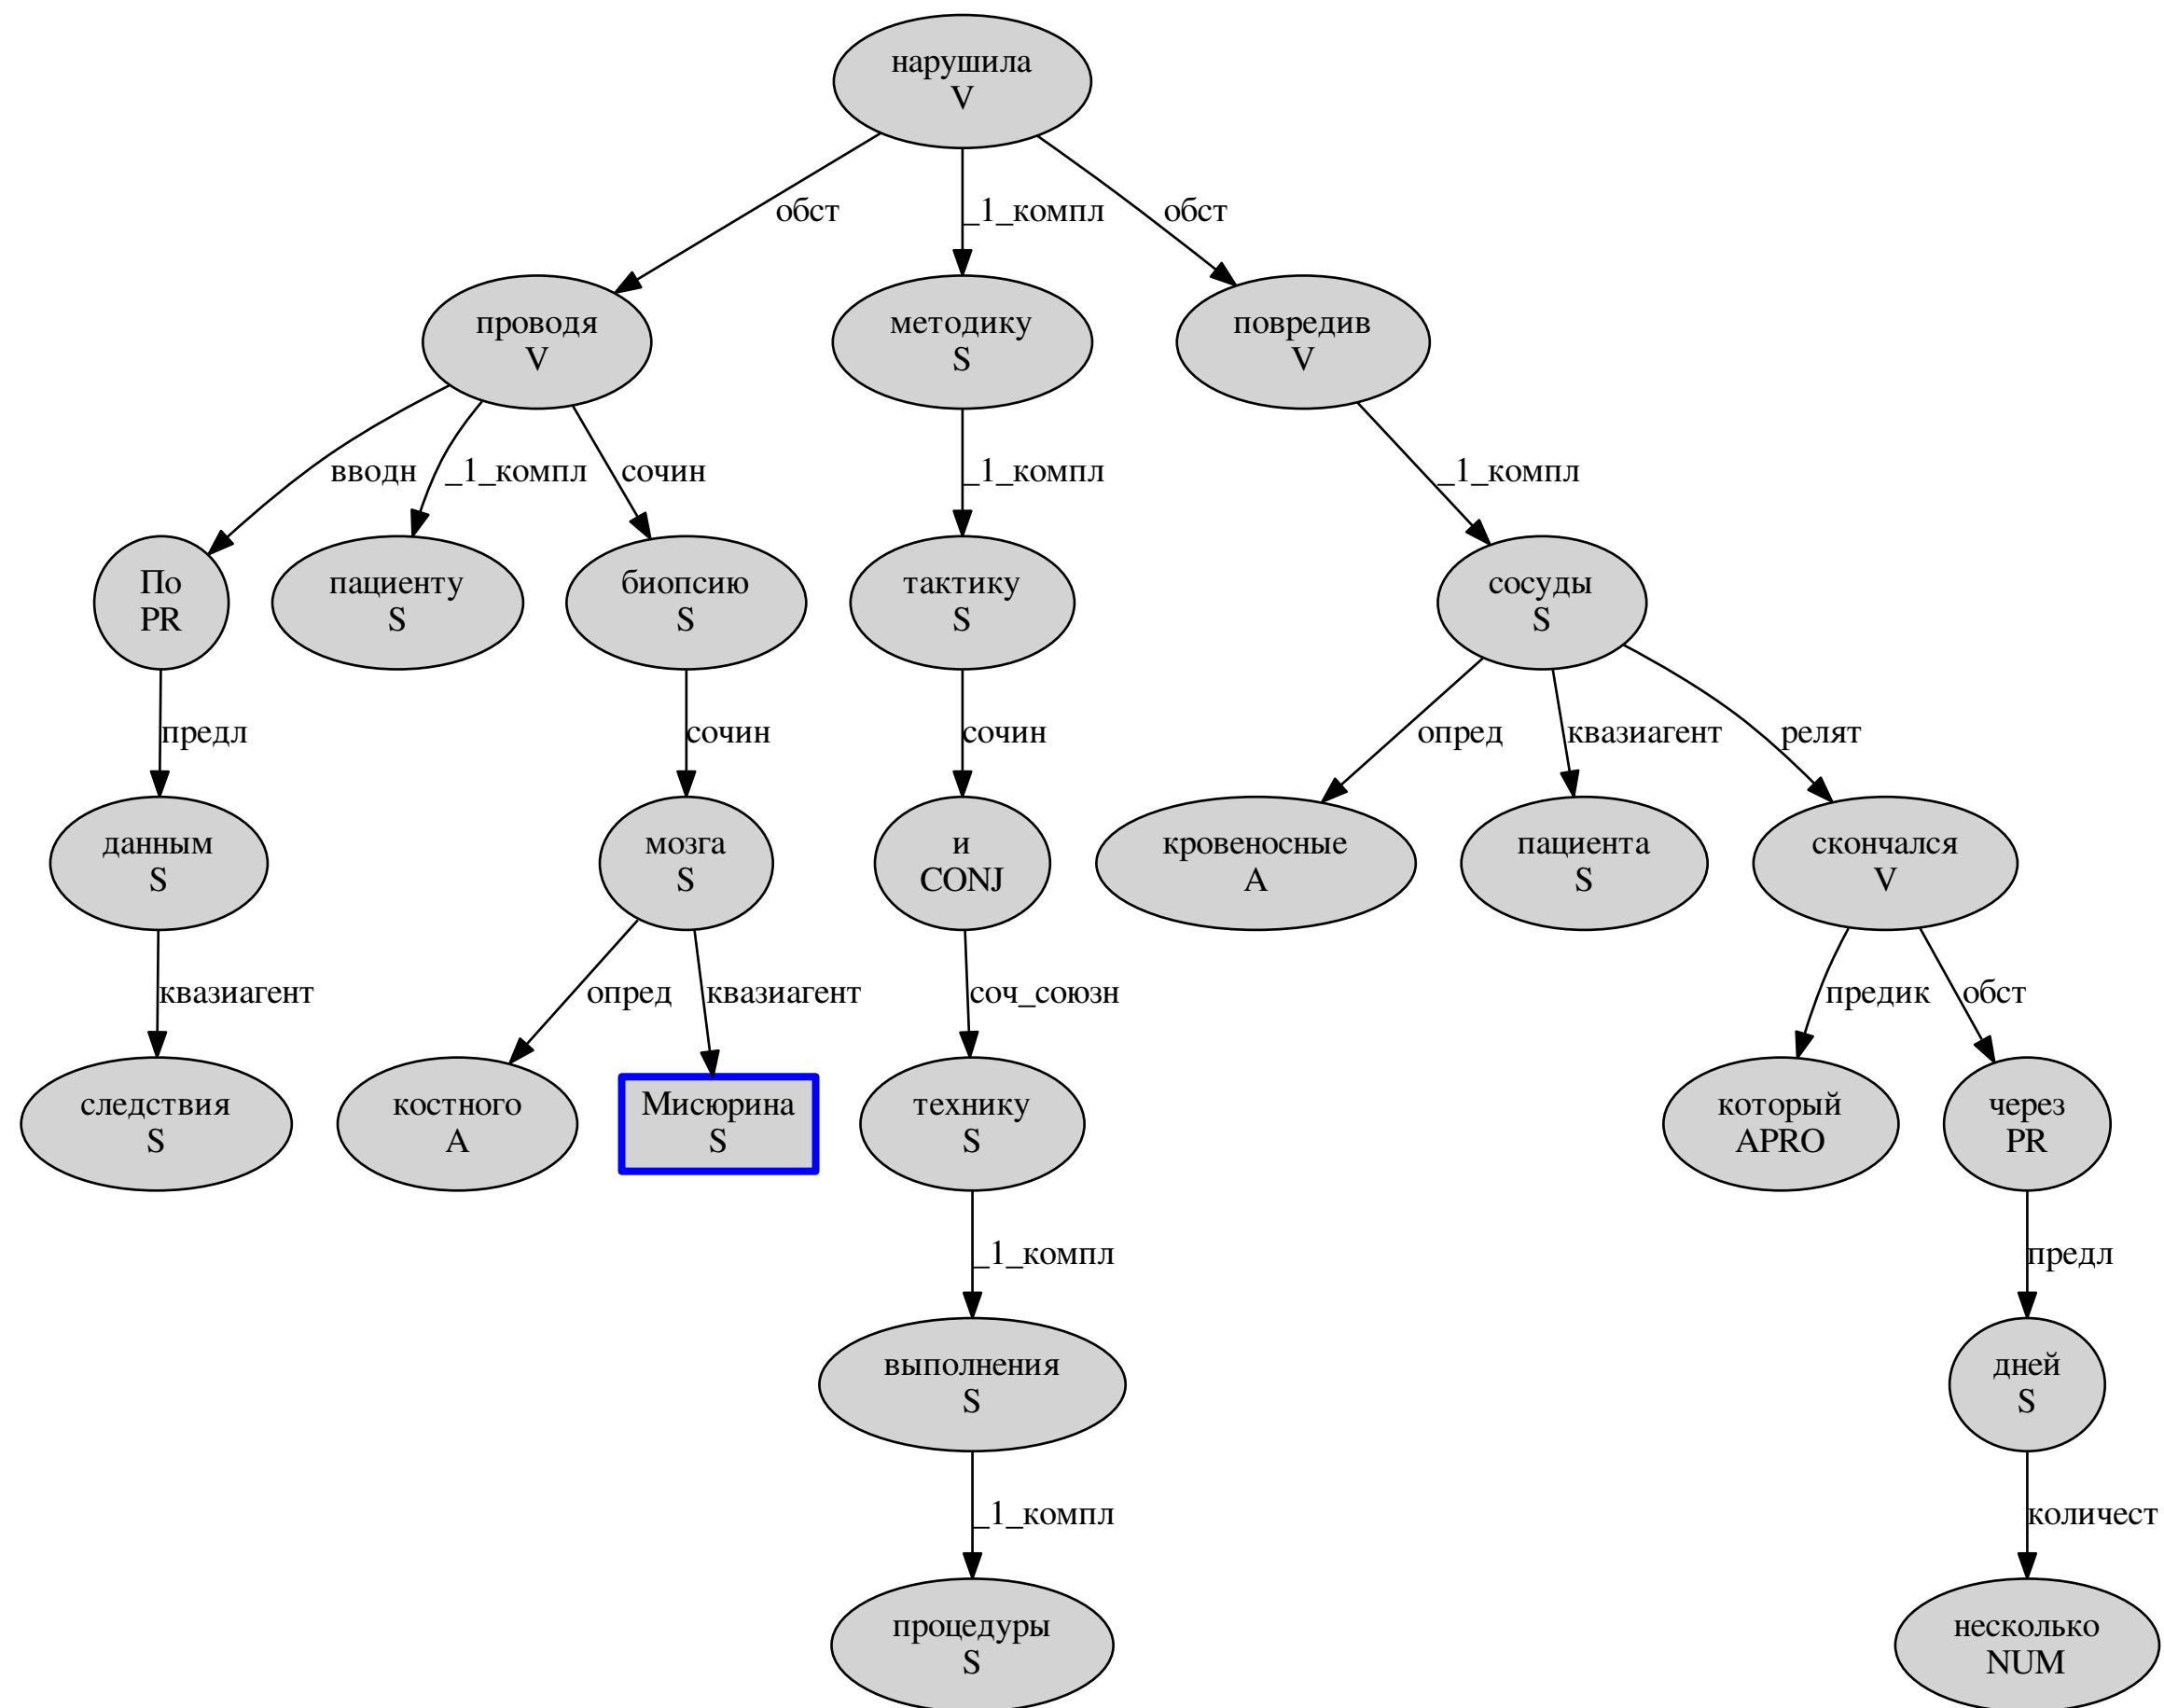 нарушила
V
обст
_1_компл
обст
проводя
V
методику
S
повредив
V
вводн
_1_компл
сочин
_1_компл
_1_компл
По
PR
пациенту
S
биопсию
S
тактику
S
сосуды
S
предл
сочин
сочин
опред
квазиагент
релят
данным
S
мозга
S
и
CONJ
кровеносные
A
пациента
S
скончался
V
квазиагент
опред
квазиагент
соч_союзн
предик
обст
следствия
S
костного
A
Мисюрина
S
технику
S
который
APRO
через
PR
_1_компл
предл
выполнения
S
дней
S
_1_компл
количест
процедуры
S
несколько
NUM